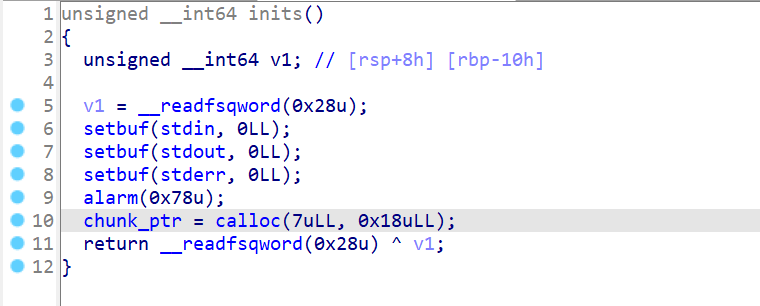 1 unsigned __int64 inits()
2 {
3   unsigned __int64 v1; // [rsp+8h] [rbp-10h]
4
5   v1 = __readfsqword(0x28u);
6   setbuf(stdin, 0LL);
7   setbuf(stdout, 0LL);
8   setbuf(stderr, 0LL);
9   alarm(0x78u);
10   chunk_ptr = calloc(7uLL, 0x18uLL);
11   return __readfsqword(0x28u) ^ v1;
12 }